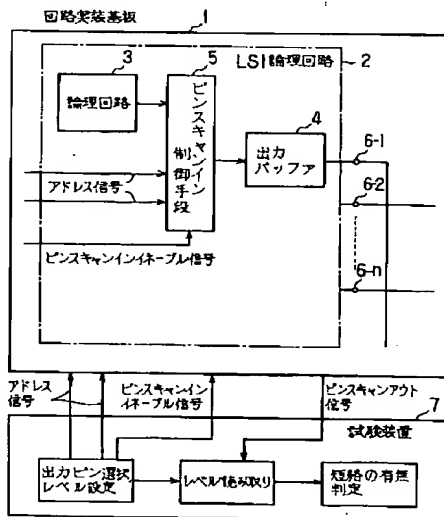 回路実装基板
1
LSI論理回路
2
3
論理回路
5
ピンスキャンイン
制御手段
4
出力
バッファ
6-1
6-2
6-n
アドレス信号
ピンスキャンインイネーブル信号
アドレス
信号
ピンスキャンイン
イネーブル信号
ピンスキャンアウト
信号
7
試験装置
出力ピン選択
レベル設定
レベル読み取り
短絡の有無
判定